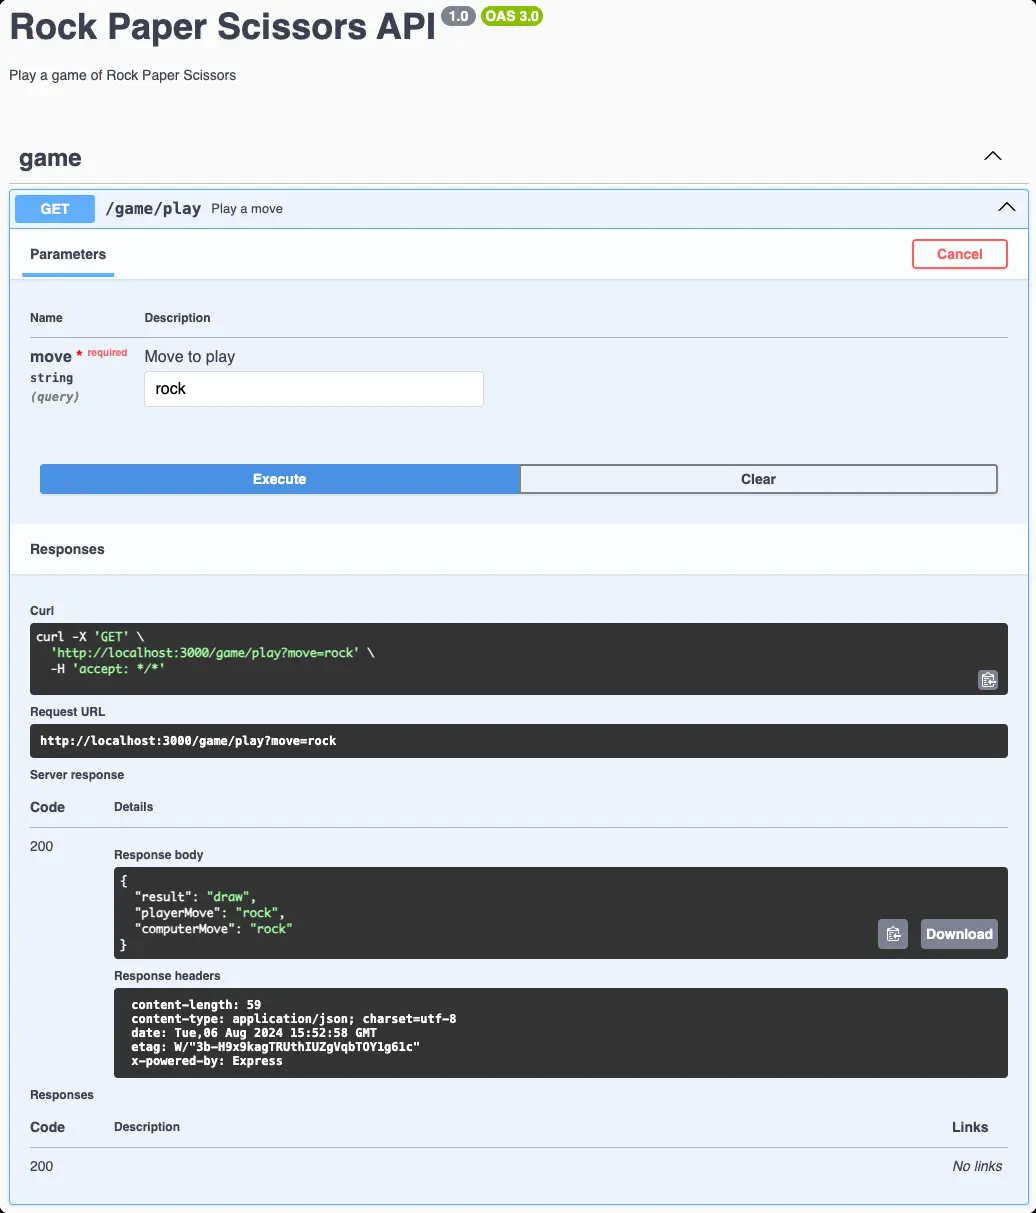 Rock Paper Scissors API 1.0 OAS 3.0
Play a game of Rock Paper Scissors
game
GET /game/play Play a move
Parameters Cancel
Name Description
move * required Move to play
string
(query)
rock
Execute Clear
Responses
Curl
curl -X 'GET' \
'http://localhost:3000/game/play?move=rock' \
-H 'accept: */*'
Request URL
http://localhost:3000/game/play?move=rock
Server response
Code Details
200
Response body
{
"result": "draw",
"playerMove": "rock",
"computerMove": "rock"
}
Download
Response headers
content-length: 59
content-type: application/json; charset=utf-8
date: Tue,06 Aug 2024 15:52:58 GMT
etag: W/"3b-H9x9kagTRUthIUZgVqbTOY1g61c"
x-powered-by: Express
Responses
Code Description Links
200 No links